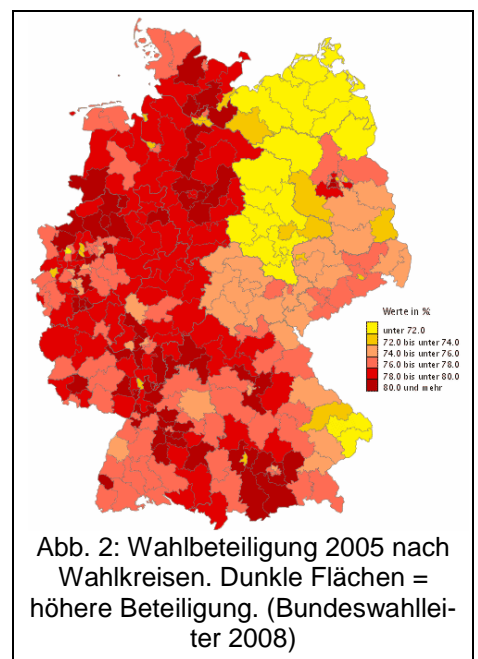 Werte in %:
unter 72.0
72.0 bis unter 74.0
74.0 bis unter 76.0
76.0 bis unter 78.0
78.0 bis unter 80.0
80.0 und mehr
Abb. 2: Wahlbeteiligung 2005 nach
Wahlkreisen. Dunkle Flächen =
höhere Beteiligung. (Bundeswahllei-
ter 2008)